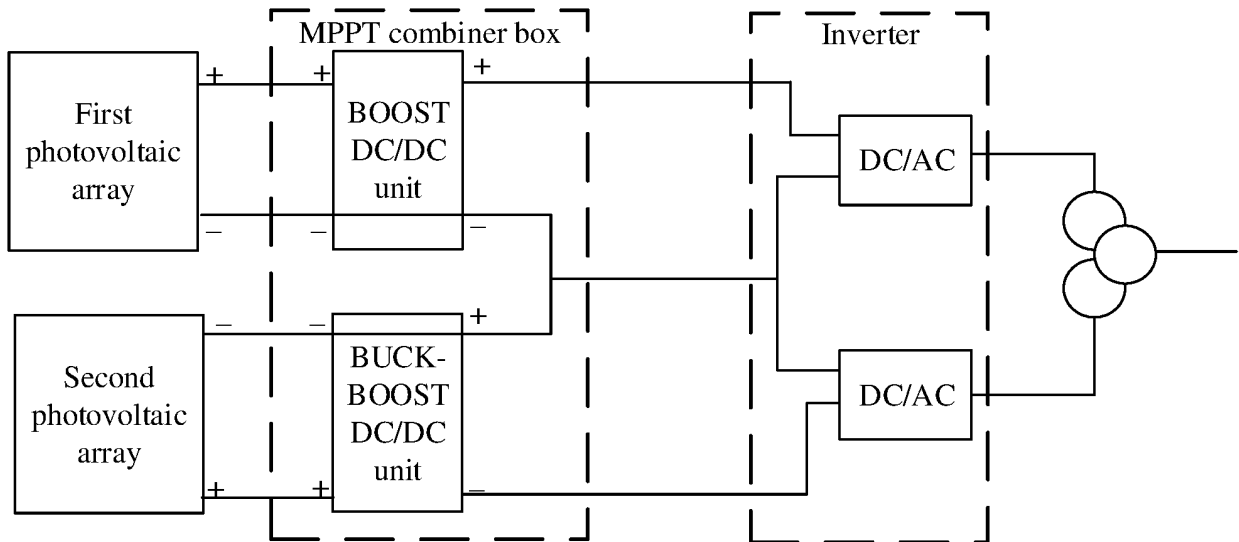 MPPT combiner box
Inverter
+
+
+
First
photovoltaic
array
BOOST
DC/DC
unit
DC/AC
−
−
−
−
−
+
Second
photovoltaic
array
BUCK-
BOOST
DC/DC
unit
DC/AC
+
+
−